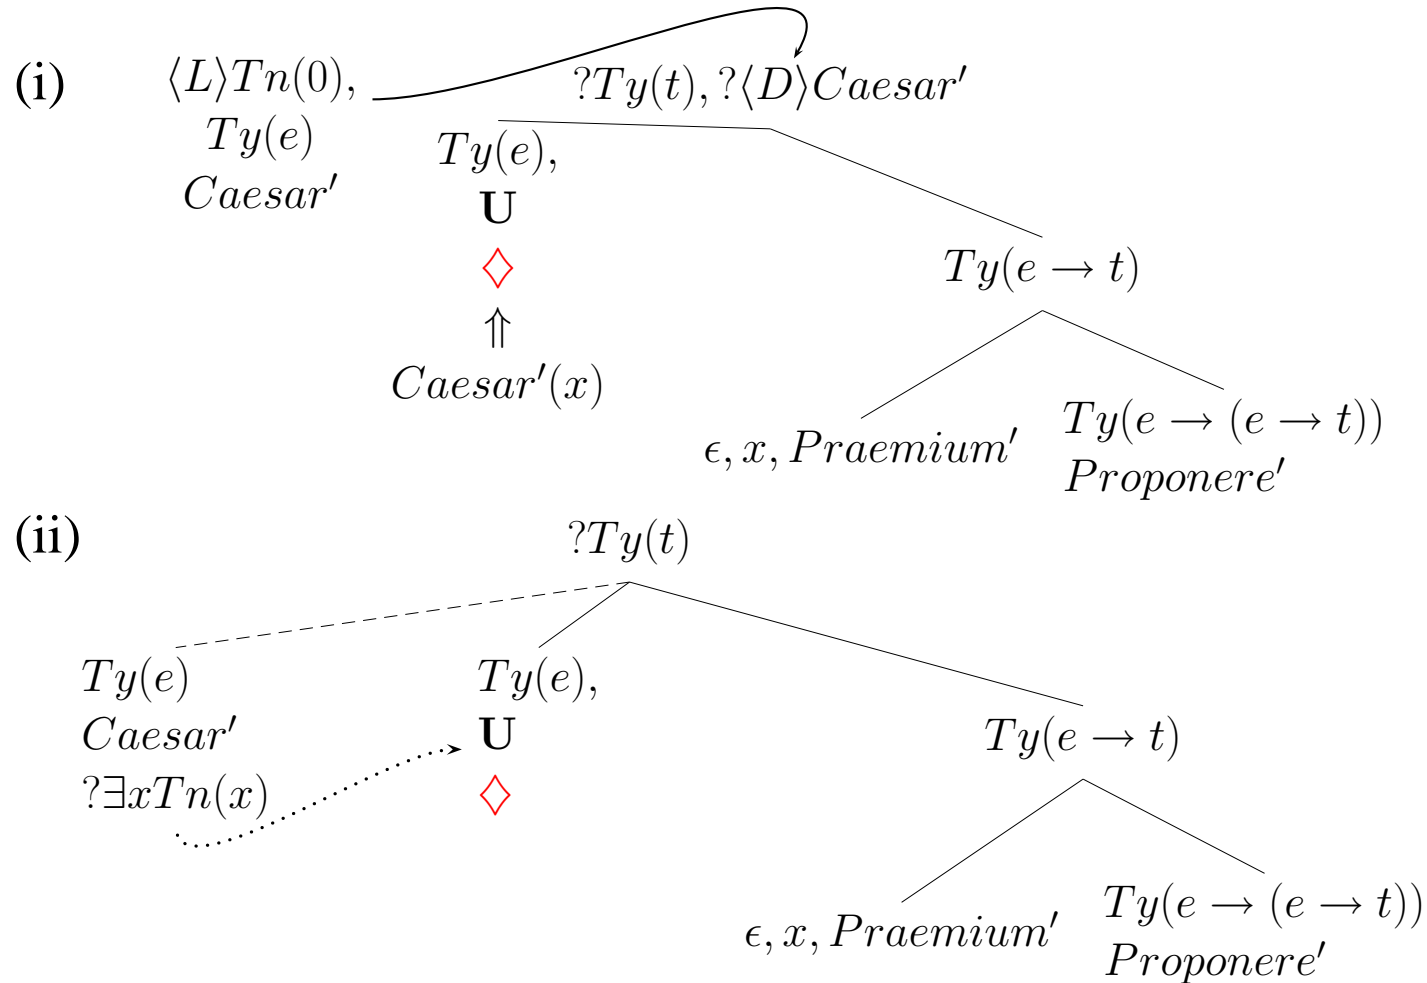 (i)
⟨L⟩Tn(0),
Ty(e)
Caesar′
?Ty(t), ?⟨D⟩Caesar′
Ty(e),
U
♢
⇑
Caesar′(x)
Ty(e → t)
ϵ, x, Praemium′
Ty(e → (e → t))
Proponere′
(ii)
?Ty(t)
Ty(e)
Caesar′
?∃xTn(x)
Ty(e),
U
♢
Ty(e → t)
ϵ, x, Praemium′
Ty(e → (e → t))
Proponere′